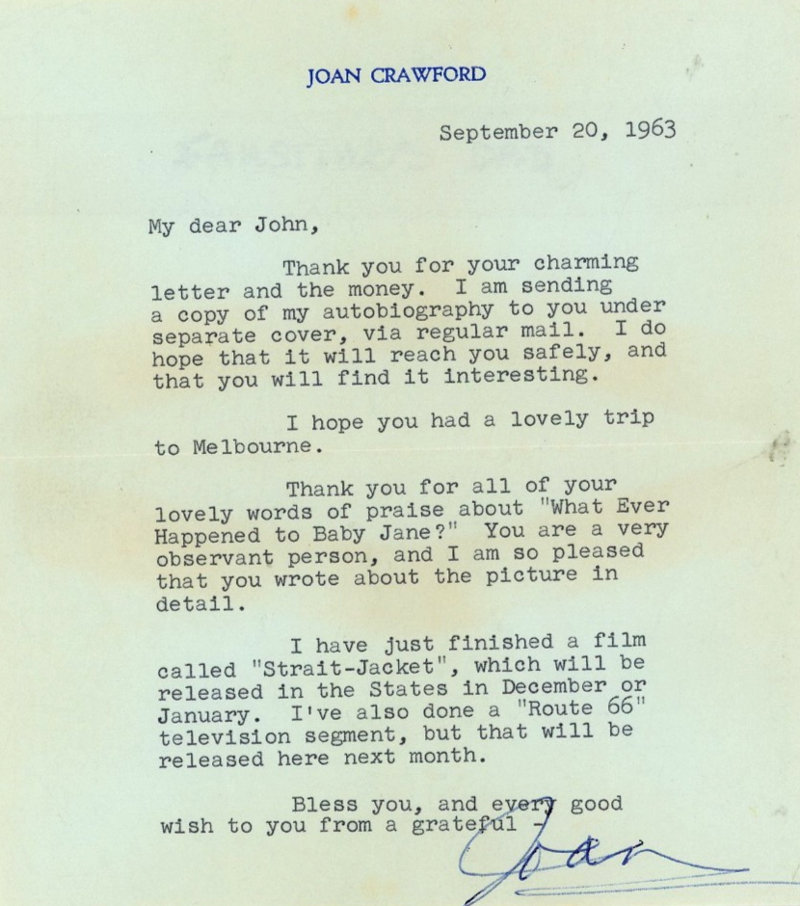 JOAN CRAWFORD
September 20, 1963
My dear John,
Thank you for your charming
letter and the money. I am sending
a copy of my autobiography to you under
separate cover, via regular mail. I do
hope that it will reach you safely, and
that you will find it interesting.
I hope you had a lovely trip
to Melbourne.
Thank you for all of your
lovely words of praise about "What Ever
Happened to Baby Jane?" You are a very
observant person, and I am so pleased
that you wrote about the picture in
detail.
I have just finished a film
called "Strait-Jacket", which will be
released in the States in December or
January. I've also done a "Route 66"
television segment, but that will be
released here next month.
Bless you, and every good
wish to you from a grateful -
Joan